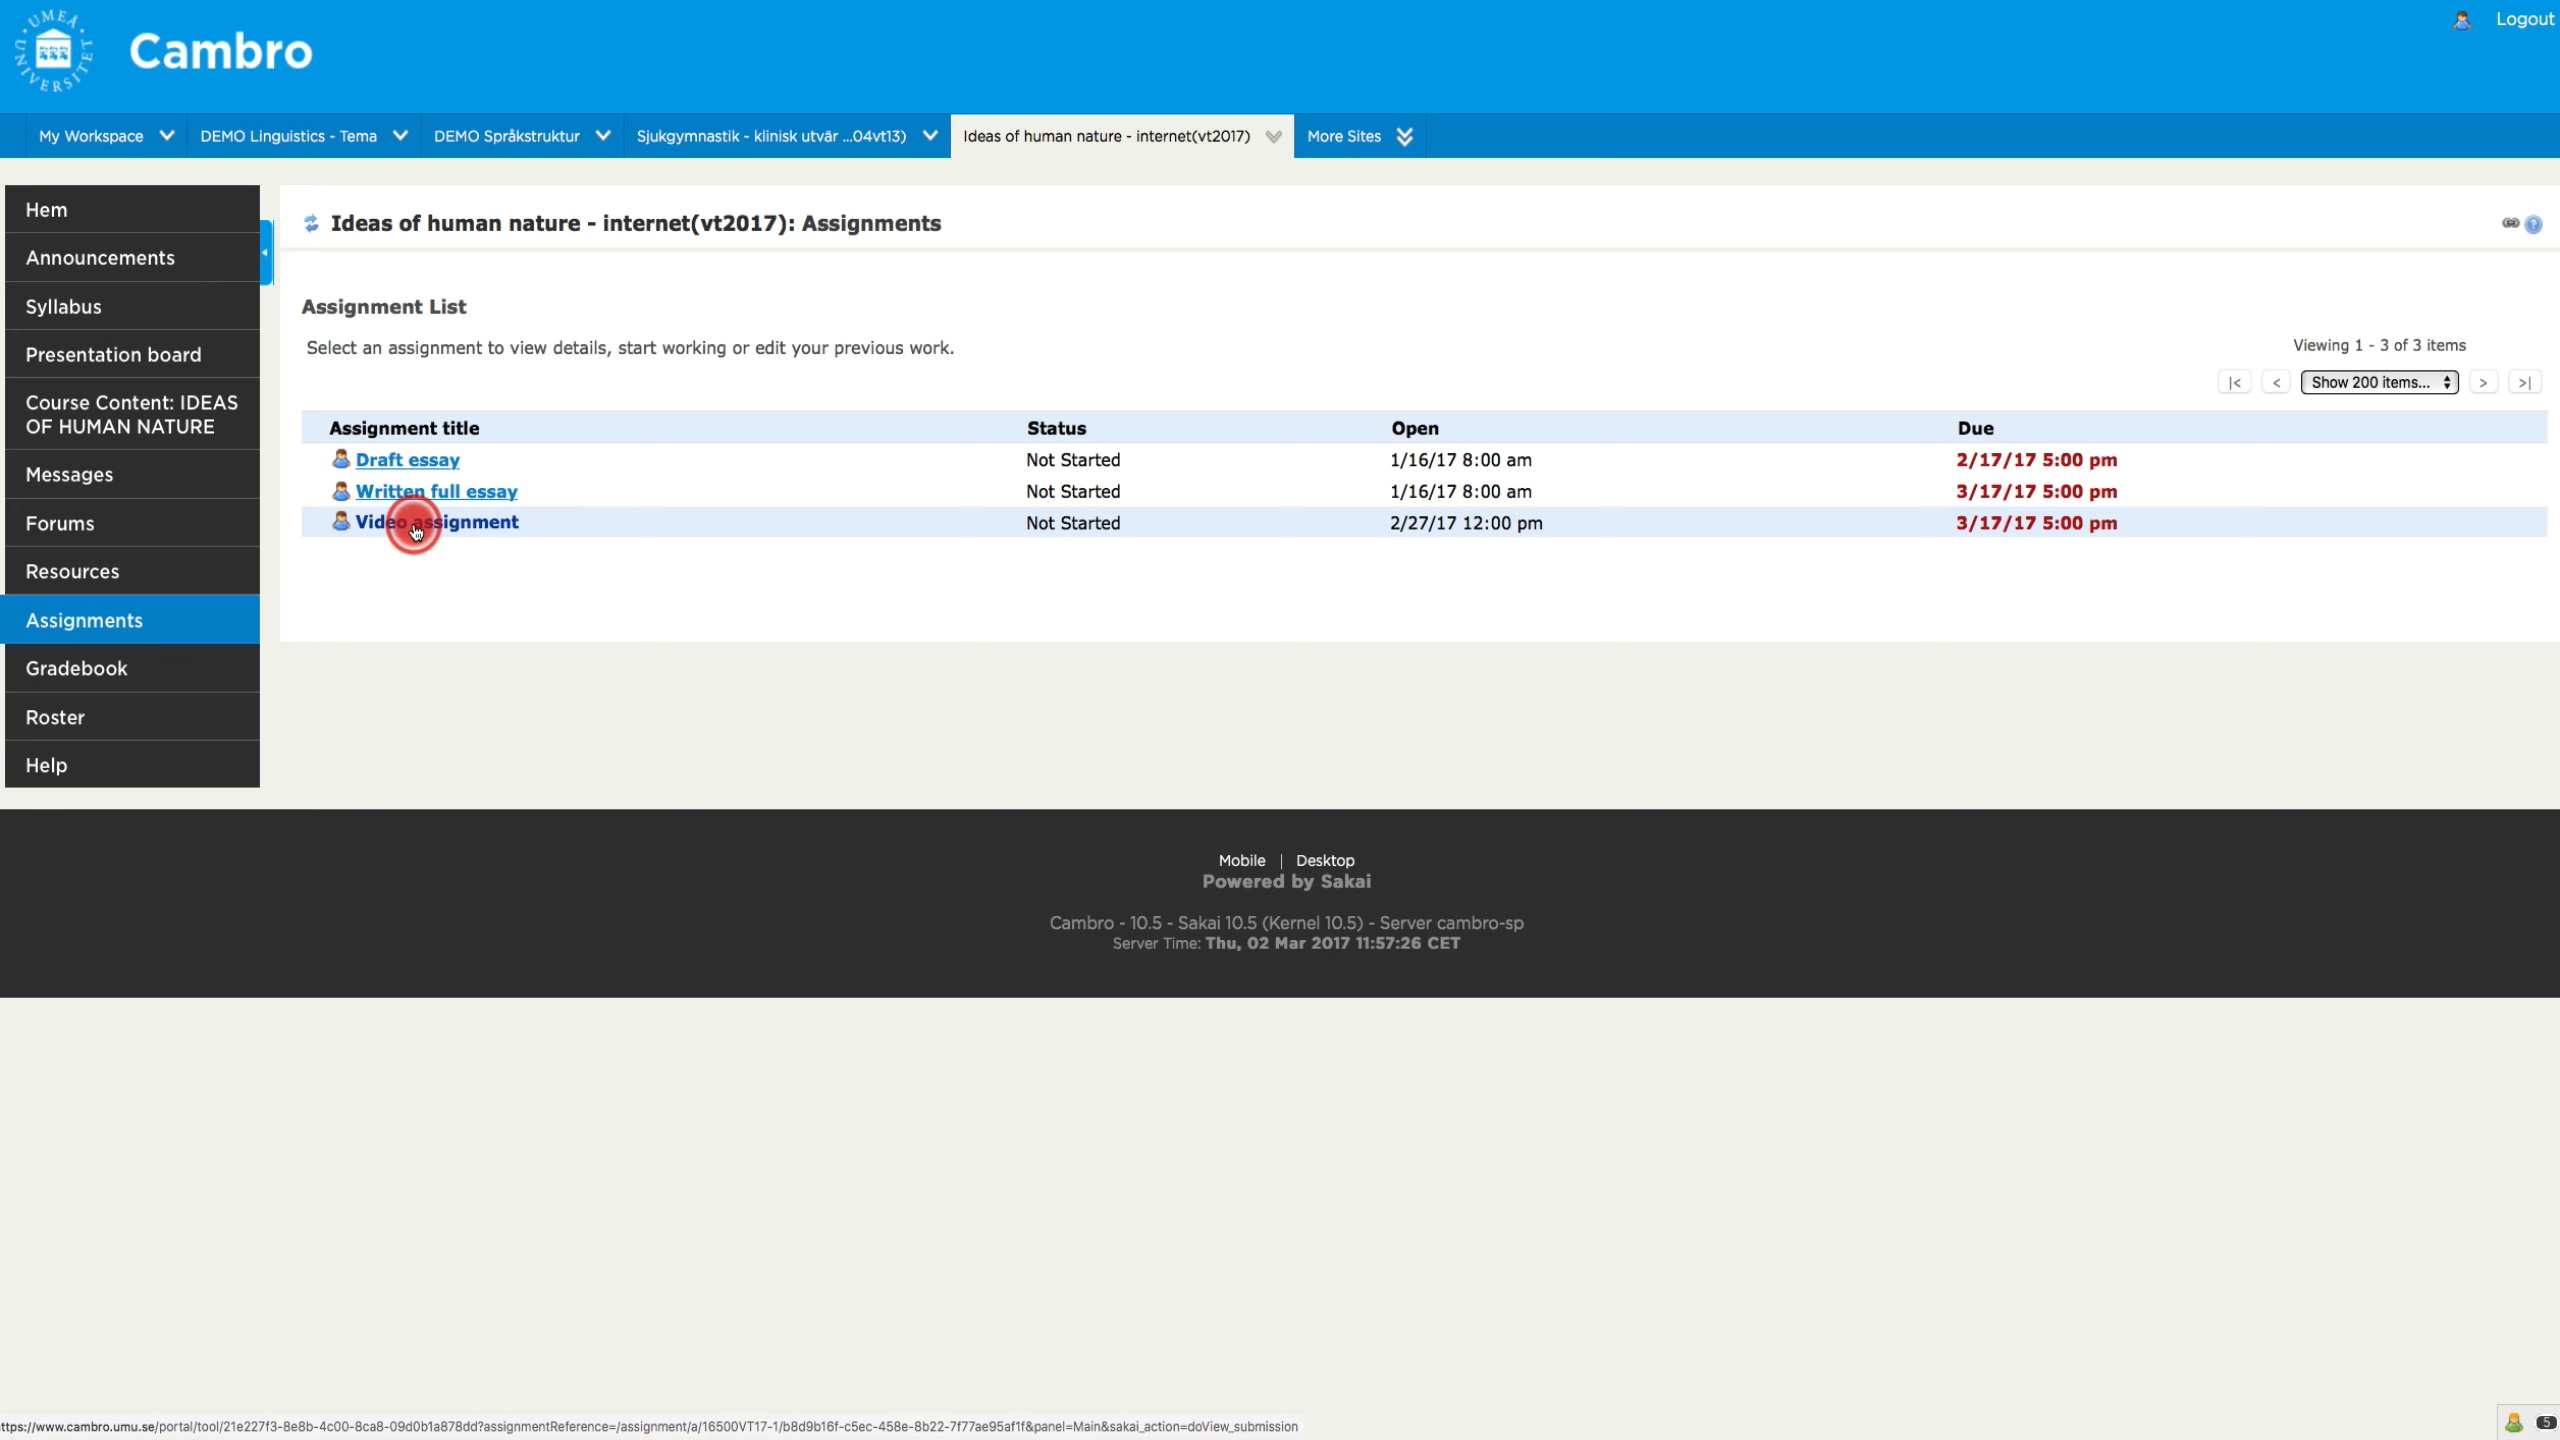 UMEÅ UNIVERSITET
Cambro
Logout
My Workspace
DEMO Linguistics - Tema
DEMO Språkstruktur
Sjukgymnastik - klinisk utvär ...04vt13)
Ideas of human nature - internet(vt2017)
More Sites
Hem
Announcements
Syllabus
Presentation board
Course Content: IDEAS
OF HUMAN NATURE
Messages
Forums
Resources
Assignments
Gradebook
Roster
Help
Ideas of human nature - internet(vt2017): Assignments
Assignment List
Select an assignment to view details, start working or edit your previous work.
Viewing 1 - 3 of 3 items
|< < Show 200 items... > >|
Assignment title Status Open Due
Draft essay Not Started 1/16/17 8:00 am 2/17/17 5:00 pm
Written full essay Not Started 1/16/17 8:00 am 3/17/17 5:00 pm
Video assignment Not Started 2/27/17 12:00 pm 3/17/17 5:00 pm
Mobile | Desktop
Powered by Sakai
Cambro - 10.5 - Sakai 10.5 (Kernel 10.5) - Server cambro-sp
Server Time: Thu, 02 Mar 2017 11:57:26 CET
ttps://www.cambro.umu.se/portal/tool/21e227f3-8e8b-4c00-8ca8-09d0b1a878dd?assignmentReference=/assignment/a/16500VT17-1/b8d9b16f-c5ec-458e-8b22-7f77ae95af1f&panel=Main&sakai_action=doView_submission
5